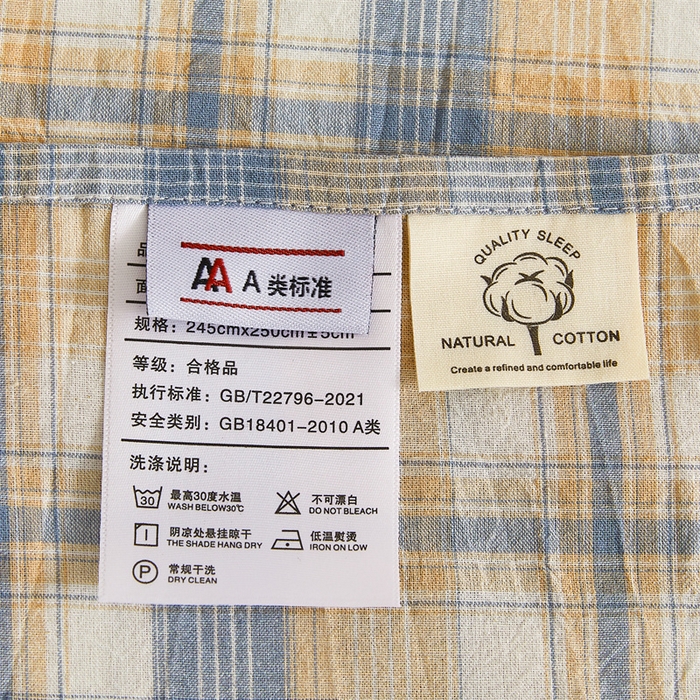 AA A 类标准
规格：245cmx250cm±5cm
等级：合格品
执行标准：GB/T22796–2021
安全类别：GB18401–2010 A类
洗涤说明：
30
最高30度水温
WASH BELOW30℃
不可漂白
DO NOT BLEACH
阴凉处悬挂晾干
THE SHADE HANG DRY
低温熨烫
IRON ON LOW
P
常规干洗
DRY CLEAN
QUALITY SLEEP
NATURAL COTTON
Create a refined and comfortable life